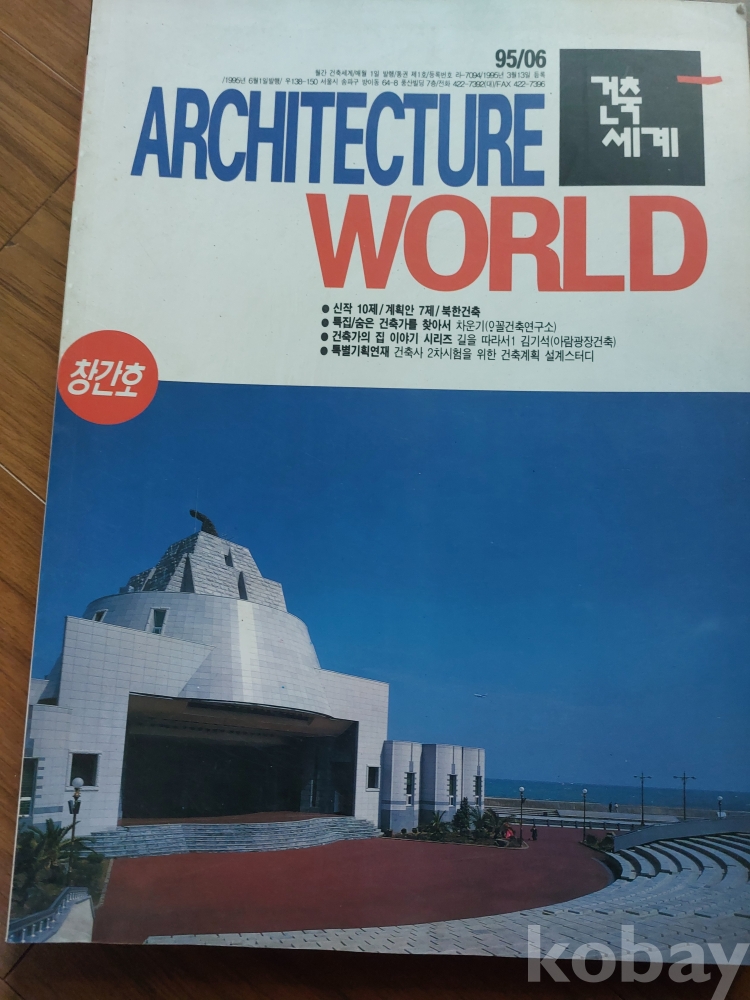 95/06
월간 건축세계/매월 1일 발행/통권 제1호/등록번호 라-7094/1995년 3월13일 등록
/1995년 6월1일발행/ 우138-150 서울시 송파구 방이동 64-8 풍산빌딩 7층/전화 422-7392(대)/FAX 422-7396
건축
세계
ARCHITECTURE
WORLD
● 신작 10제/계획안 7제/북한건축
● 특집/숨은 건축가를 찾아서 차운기(ᄋᆞᆺ꼴건축연구소)
● 건축가의 집 이야기 시리즈 길을 따라서1 김기석(아람광장건축)
● 특별기획연재 건축사 2차시험을 위한 건축계획 설계스터디
창간호
kobay